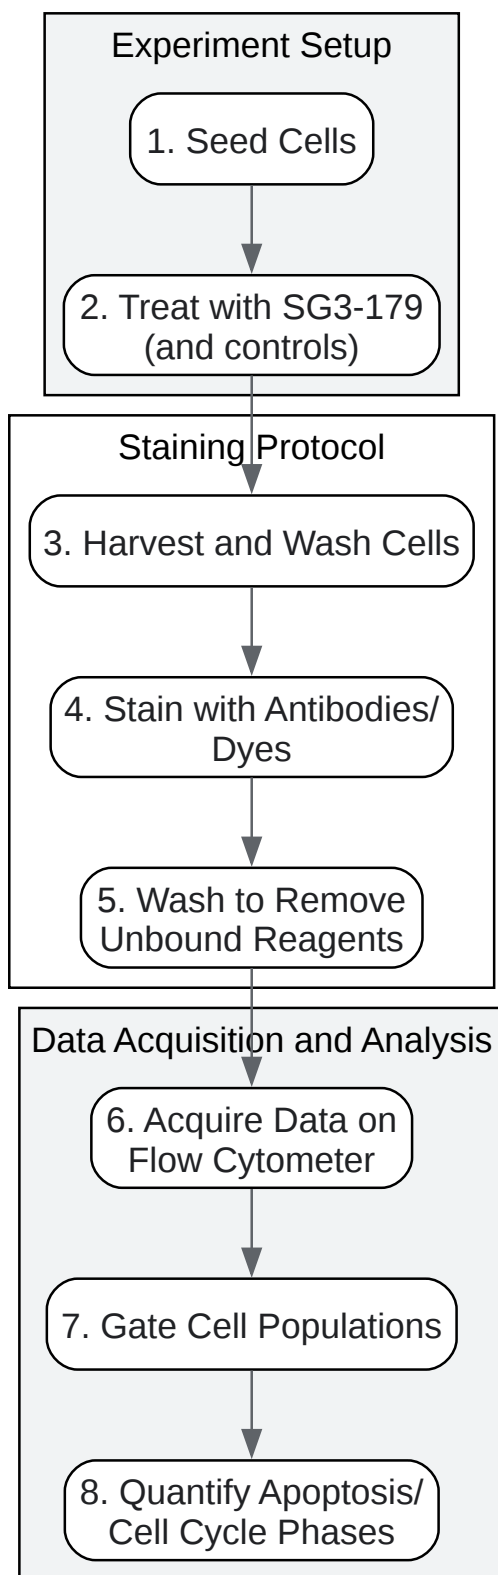 Experiment Setup
1. Seed Cells
2. Treat with SG3-179
(and controls)
Staining Protocol
3. Harvest and Wash Cells
4. Stain with Antibodies/
Dyes
5. Wash to Remove
Unbound Reagents
Data Acquisition and Analysis
6. Acquire Data on
Flow Cytometer
7. Gate Cell Populations
8. Quantify Apoptosis/
Cell Cycle Phases